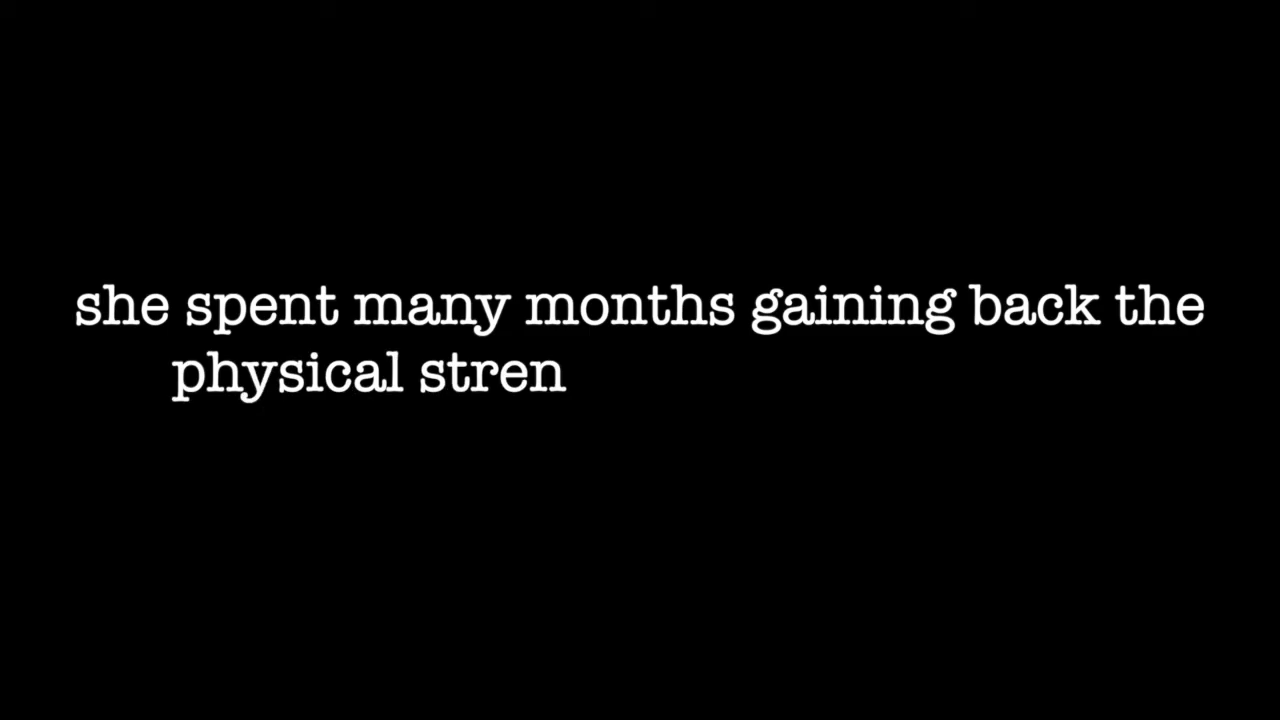 she spent many months gaining back the
physical stren